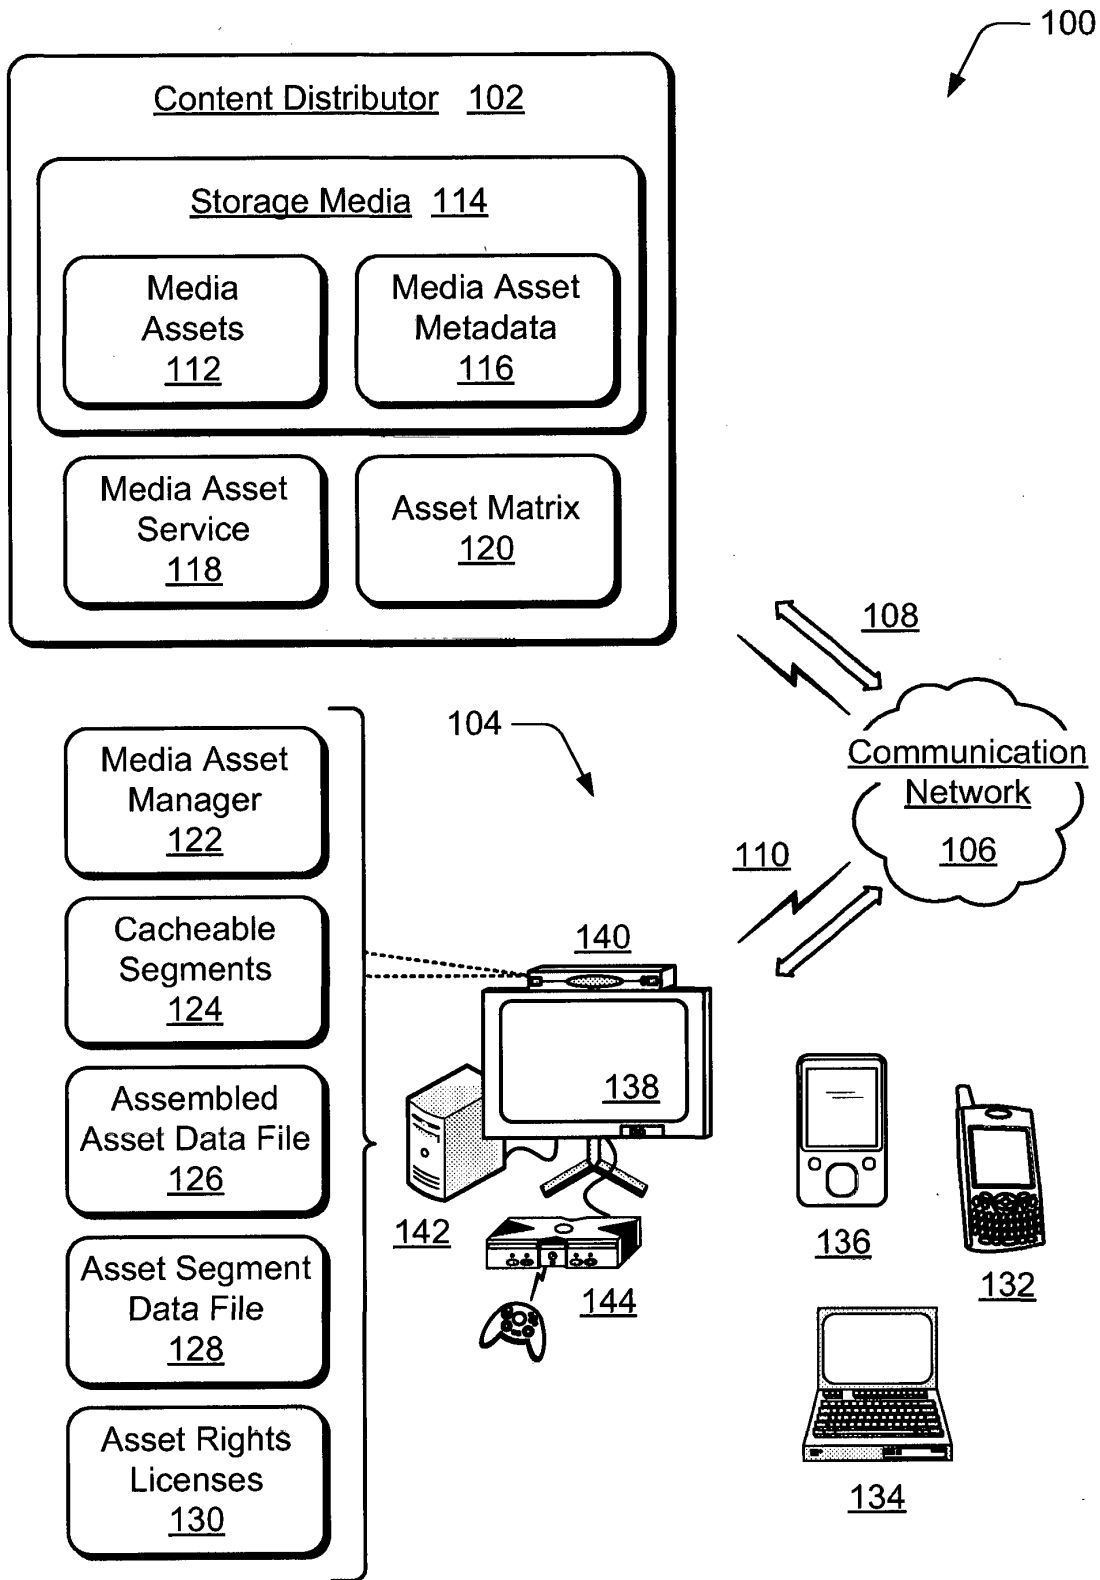 100
Content Distributor 102
Storage Media 114
Media
Assets
112
Media Asset
Metadata
116
Media Asset
Service
118
Asset Matrix
120
108
Communication
Network
106
110
104
Media Asset
Manager
122
Cacheable
Segments
124
Assembled
Asset Data File
126
Asset Segment
Data File
128
Asset Rights
Licenses
130
140
138
142
144
136
132
134